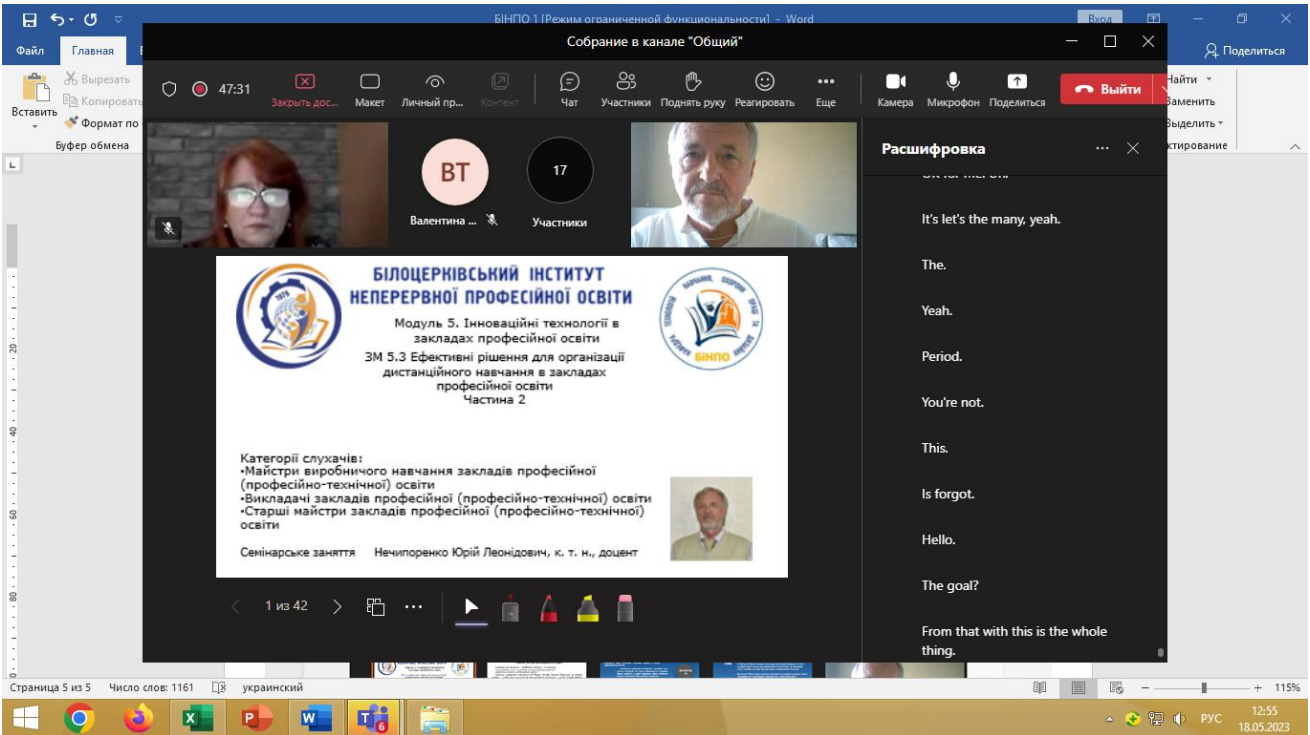 БІНПО 1 [Режим ограниченной функциональности] - Word
Вход
Файл
Главная
Поделиться
Вставить
Вырезать
Копировать
Формат по
Буфер обмена
Найти
Заменить
Выделить
Собрание в канале "Общий"
47:31
Закрыть дос...
Макет
Личный пр...
Контент
Чат
Участники
Поднять руку
Реагировать
Еще
Камера
Микрофон
Поделиться
Выйти
ВТ
Валентина ...
17
Участники
БІЛОЦЕРКІВСЬКИЙ ІНСТИТУТ
НЕПЕРЕРВНОЇ ПРОФЕСІЙНОЇ ОСВІТИ
Модуль 5. Інноваційні технології в
закладах професійної освіти
ЗМ 5.3 Ефективні рішення для організації
дистанційного навчання в закладах
професійної освіти
Частина 2
БІНПО
Категорії слухачів:
•Майстри виробничого навчання закладів професійної
(професійно-технічної) освіти
•Викладачі закладів професійної (професійно-технічної) освіти
•Старші майстри закладів професійної (професійно-технічної)
освіти
Семінарське заняття Нечипоренко Юрій Леонідович, к. т. н., доцент
1 из 42
Расшифровка
It's let's the many, yeah.
The.
Yeah.
Period.
You're not.
This.
Is forgot.
Hello.
The goal?
From that with this is the whole
thing.
20
40
60
80
Страница 5 из 5
Число слов: 1161
украинский
115%
6
РУС
12:55
18.05.2023